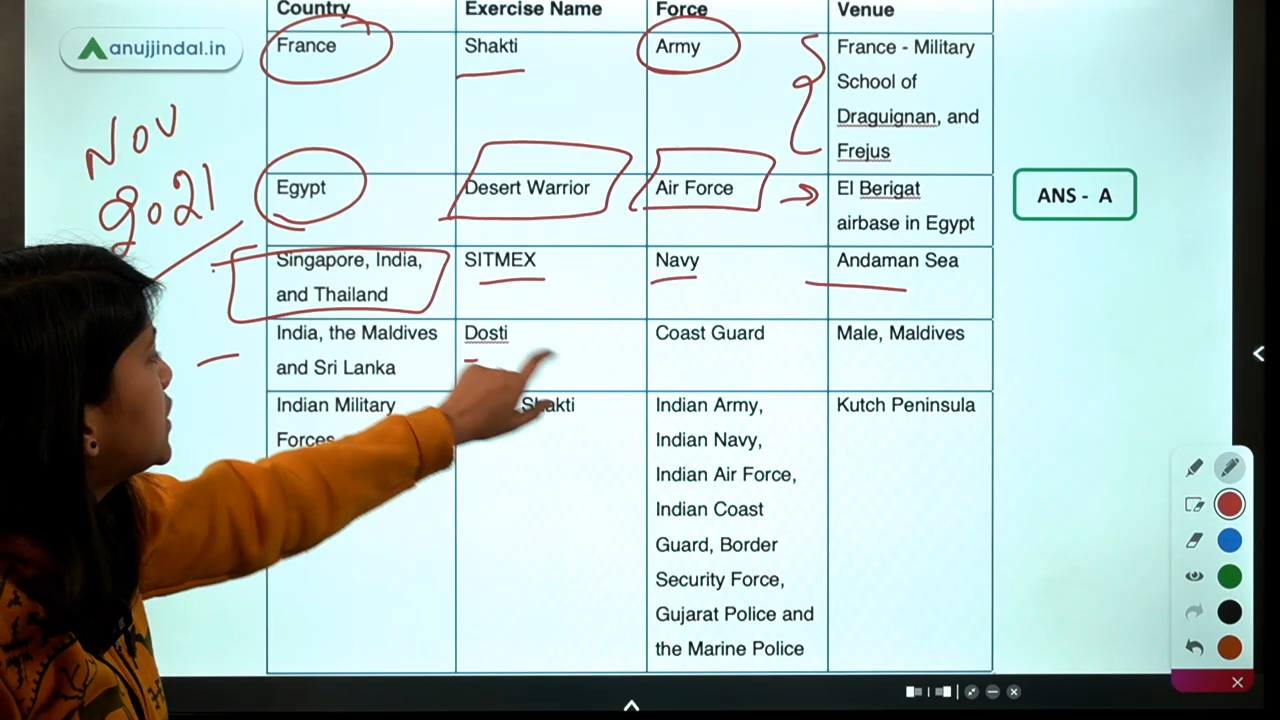 Country Exercise Name Force Venue
anujjindal.in
France Shakti Army France - Military
School of
Draguignan, and
Frejus
Nov
2021
Egypt Desert Warrior Air Force El Berigat
airbase in Egypt
ANS - A
Singapore, India, SITMEX Navy Andaman Sea
and Thailand
India, the Maldives Dosti Coast Guard Male, Maldives
and Sri Lanka
Indian Military Shakti Indian Army, Kutch Peninsula
Forces Indian Navy,
Indian Air Force,
Indian Coast
Guard, Border
Security Force,
Gujarat Police and
the Marine Police